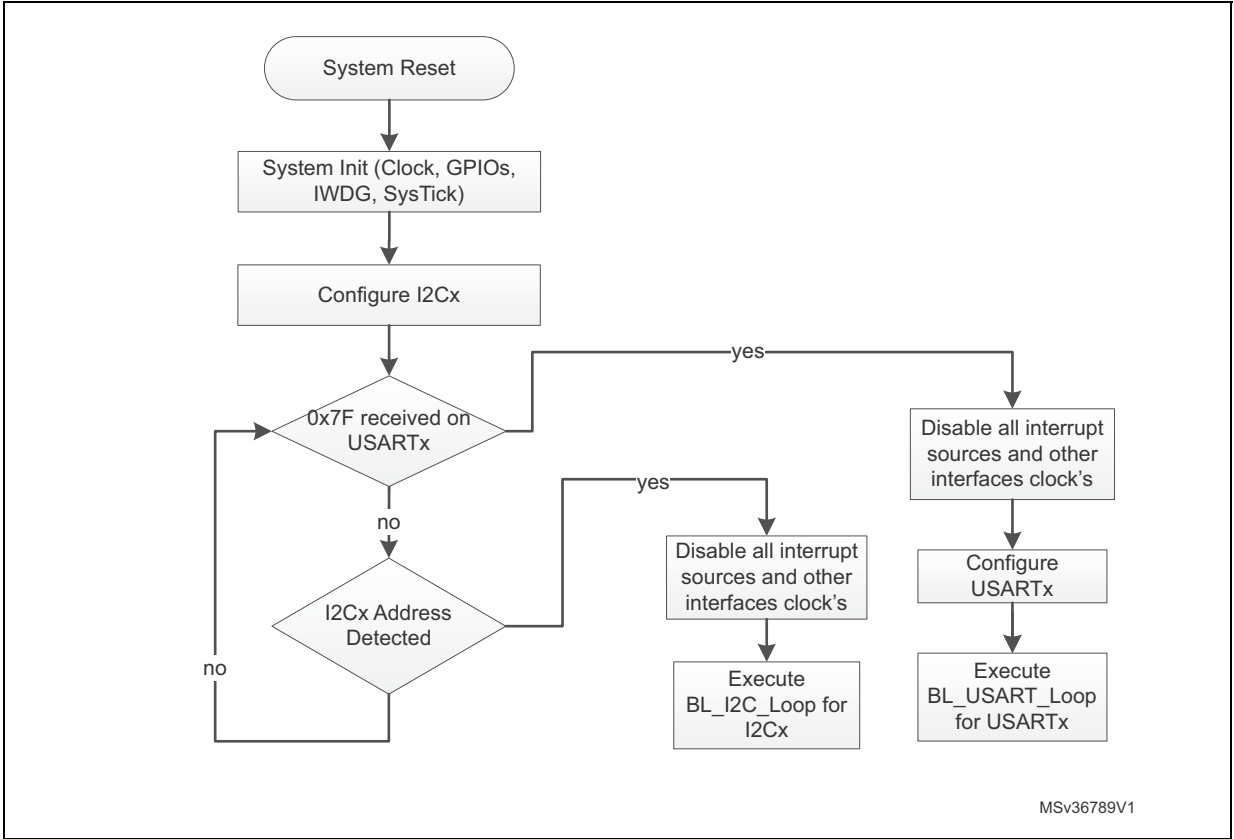 System Reset
System Init (Clock, GPIOs,
IWDG, SysTick)
Configure I2Cx
yes
0x7F received on
USARTx
Disable all interrupt
sources and other
interfaces clock's
yes
no
Disable all interrupt
sources and other
interfaces clock's
Configure
USARTx
I2Cx Address
Detected
no
Execute
BL_I2C_Loop for
I2Cx
Execute
BL_USART_Loop
for USARTx
MSv36789V1